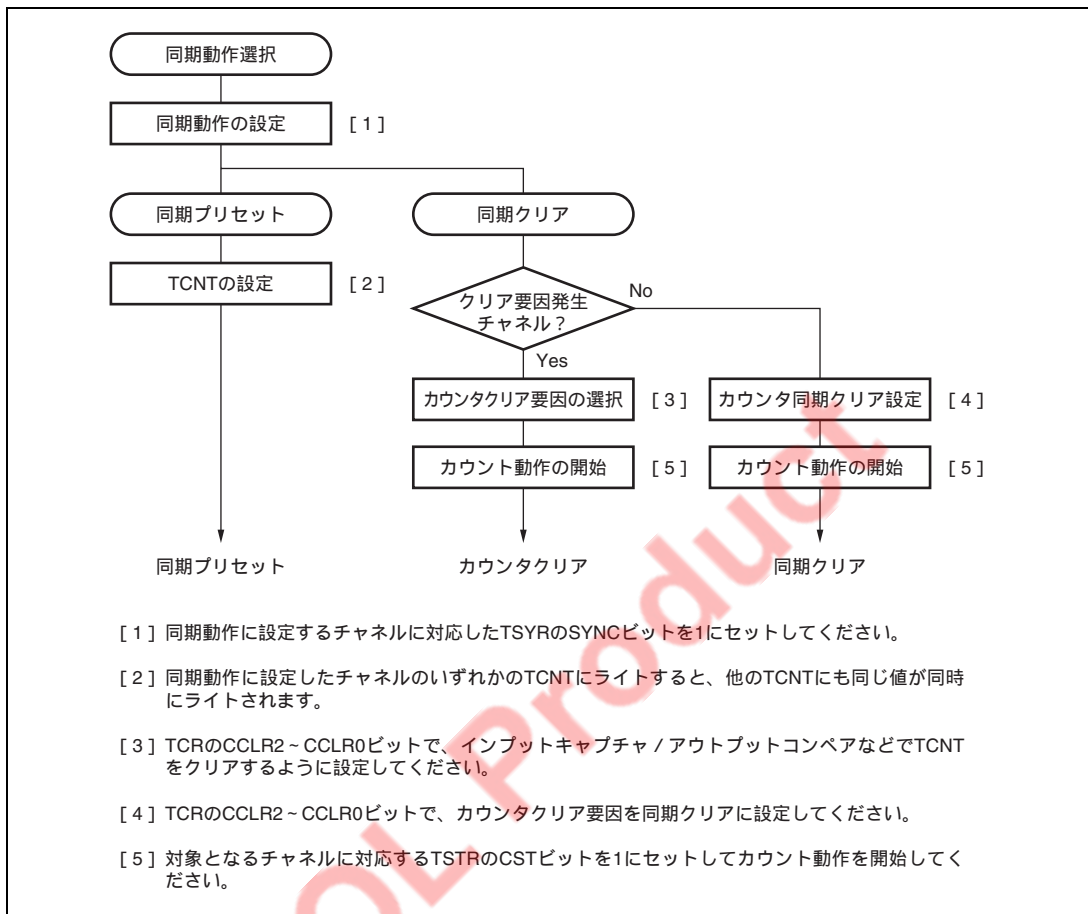 同期動作選択
同期動作の設定 [1]
同期プリセット 同期クリア
TCNTの設定 [2]
クリア要因発生
チャネル？
No
Yes
カウンタクリア要因の選択 [3] カウンタ同期クリア設定 [4]
カウント動作の開始 [5] カウント動作の開始 [5]
同期プリセット カウンタクリア 同期クリア
[1] 同期動作に設定するチャネルに対応したTSYRのSYNCビットを1にセットしてください。
[2] 同期動作に設定したチャネルのいずれかのTCNTにライトすると、他のTCNTにも同じ値が同時
にライトされます。
[3] TCRのCCLR2~CCLR0ビットで、インプットキャプチャ / アウトプットコンペアなどでTCNT
をクリアするように設定してください。
[4] TCRのCCLR2~CCLR0ビットで、カウンタクリア要因を同期クリアに設定してください。
[5] 対象となるチャネルに対応するTSTRのCSTビットを1にセットしてカウント動作を開始してく
ださい。
OL Product